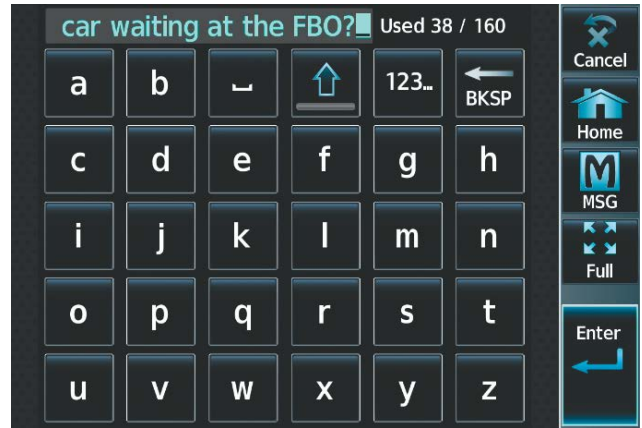 car waiting at the FBO? Used 38 / 160
Cancel
a b 123... BKSP
Home
c d e f g h
MSG
i j k l m n
Full
o p q r s t
Enter
u v w x y z